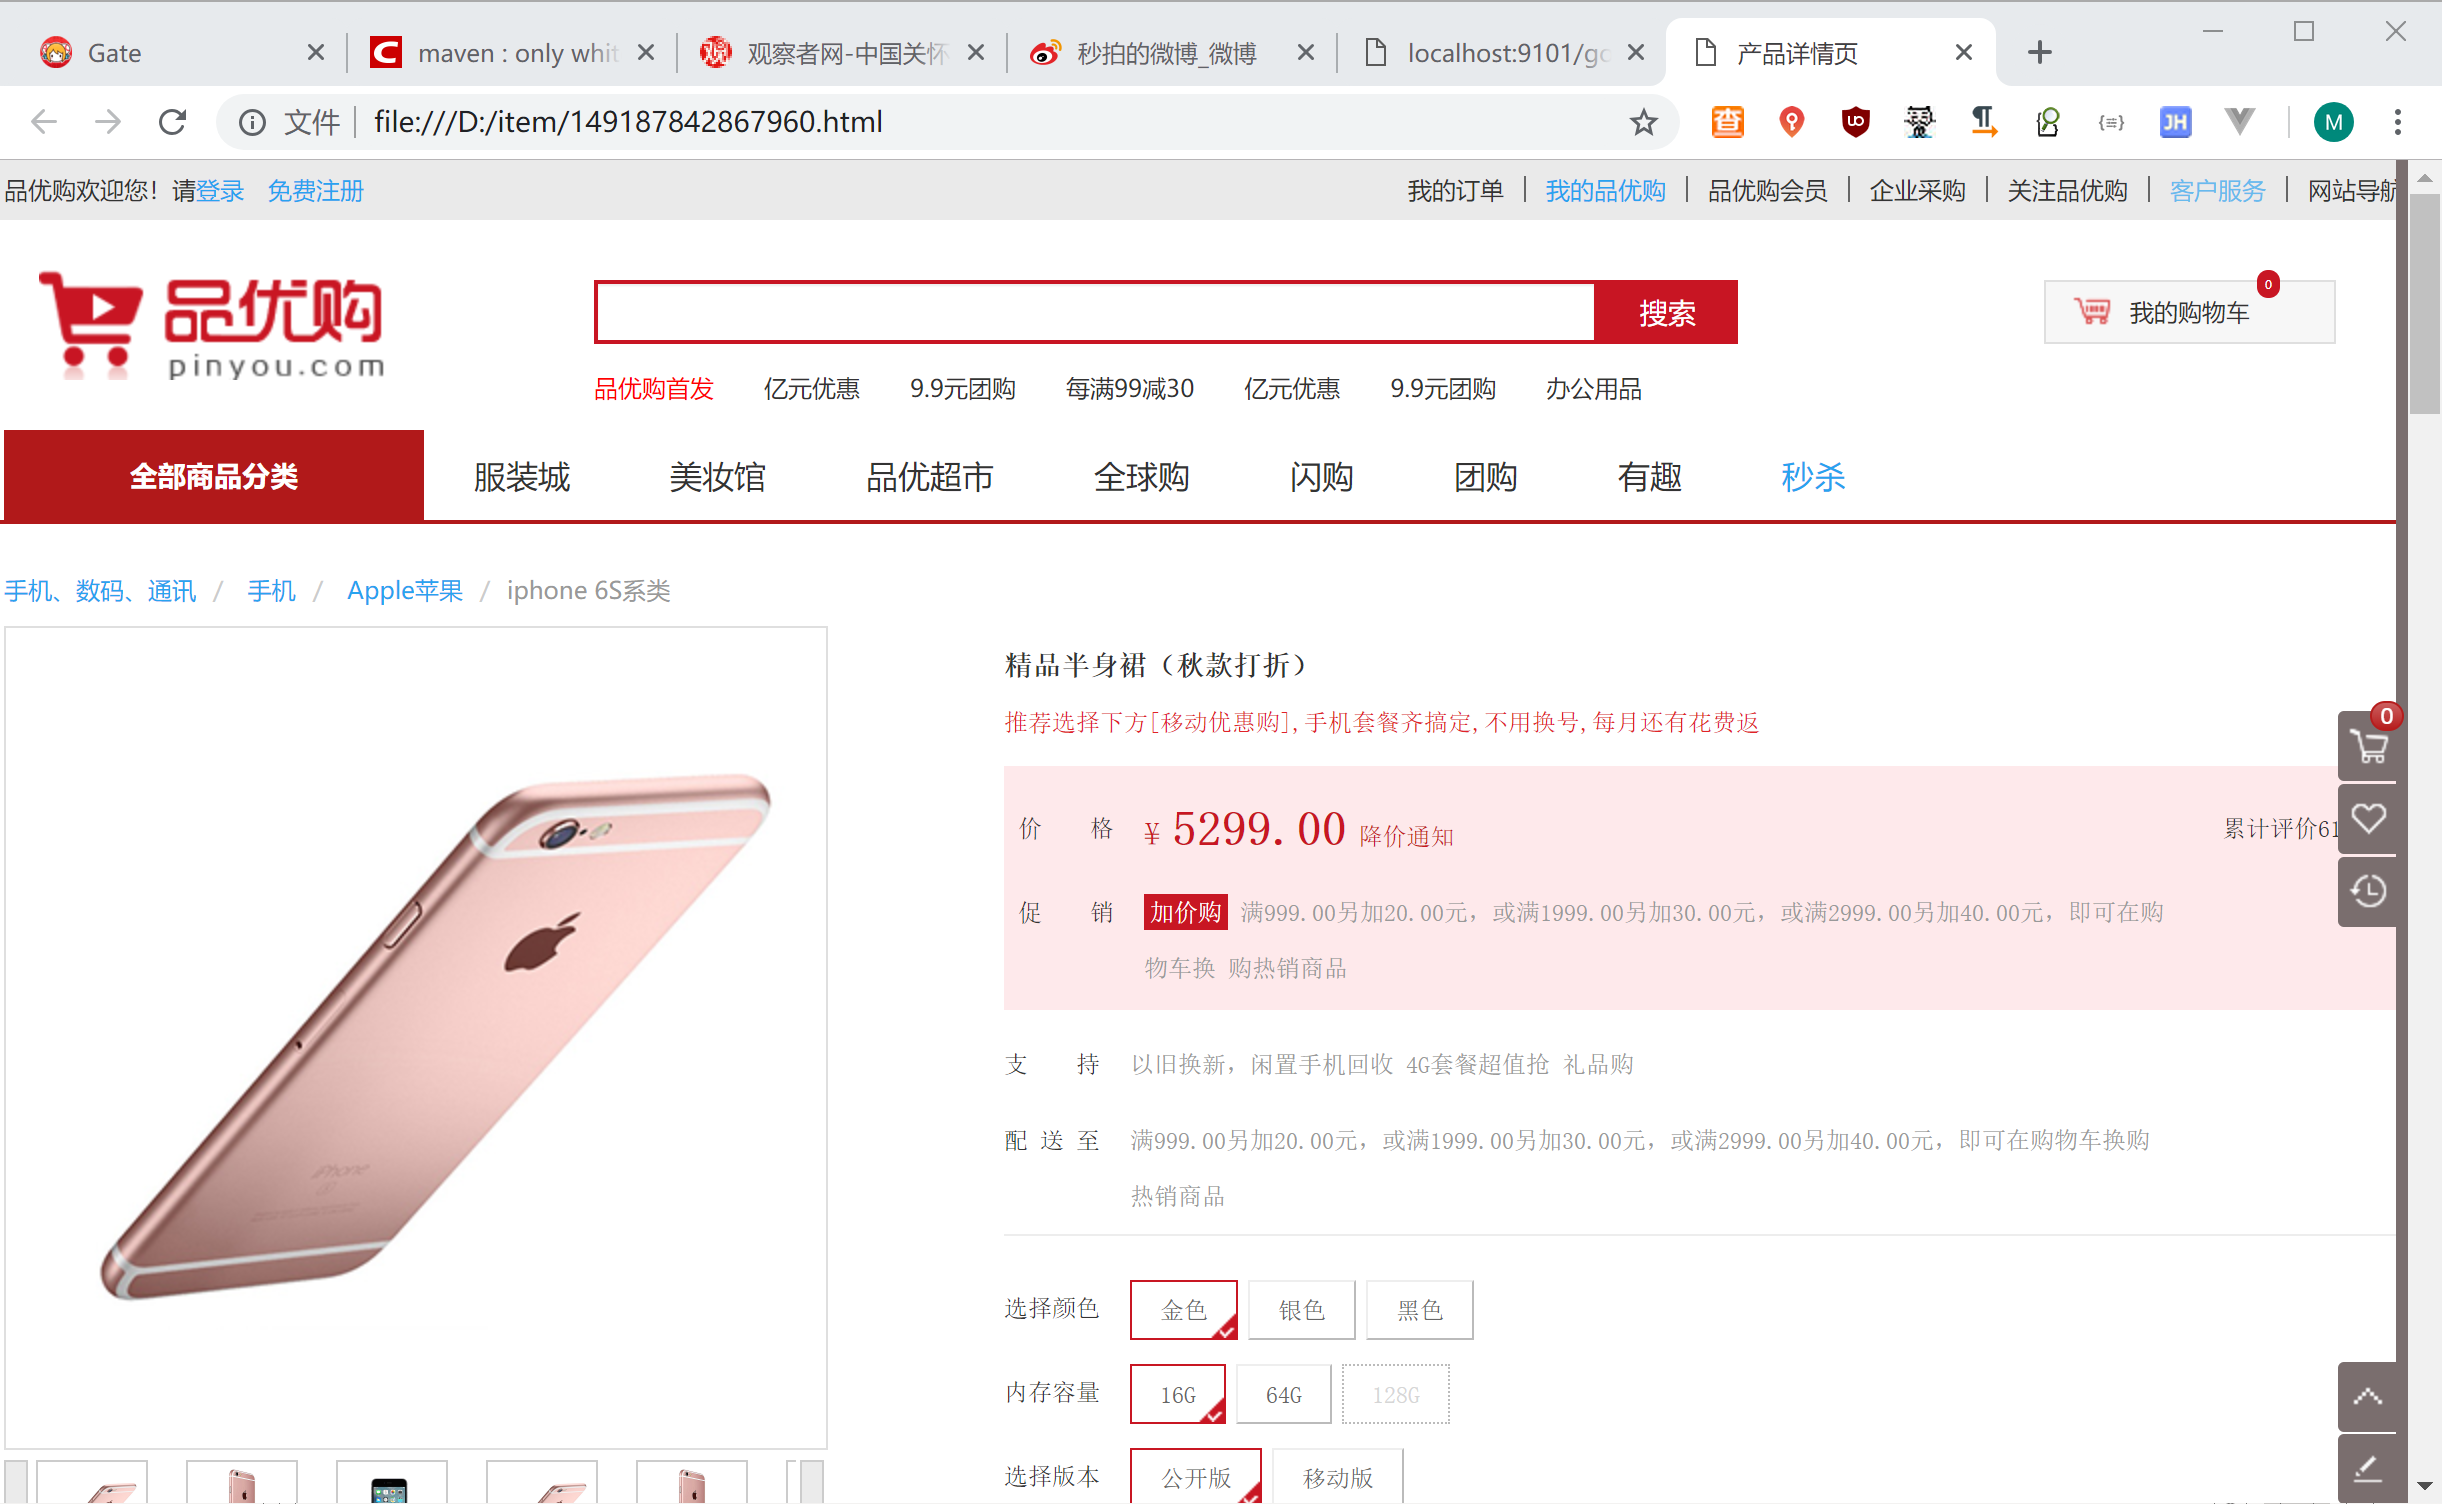 Gate
maven : only whit
观察者网-中国关怀
秒拍的微博_微博
localhost:9101/go
产品详情页
文件
file:///D:/item/149187842867960.html
M
品优购欢迎您！请登录 免费注册
我的订单 我的品优购 品优购会员 企业采购 关注品优购 客户服务 网站导航
品优购
pinyou.com
搜索
我的购物车
0
品优购首发 亿元优惠 9.9元团购 每满99减30 亿元优惠 9.9元团购 办公用品
全部商品分类 服装城 美妆馆 品优超市 全球购 闪购 团购 有趣 秒杀
手机、数码、通讯 / 手机 / Apple苹果 / iphone 6S系类
精品半身裙（秋款打折）
推荐选择下方[移动优惠购],手机套餐齐搞定,不用换号,每月还有花费返
0
价 格 ¥ 5299.00 降价通知 累计评价61
促 销 加价购 满999.00另加20.00元，或满1999.00另加30.00元，或满2999.00另加40.00元，即可在购
物车换 购热销商品
支 持 以旧换新，闲置手机回收 4G套餐超值抢 礼品购
配 送 至 满999.00另加20.00元，或满1999.00另加30.00元，或满2999.00另加40.00元，即可在购物车换购
热销商品
选择颜色 金色 银色 黑色
内存容量 16G 64G 128G
选择版本 公开版 移动版
iPhone